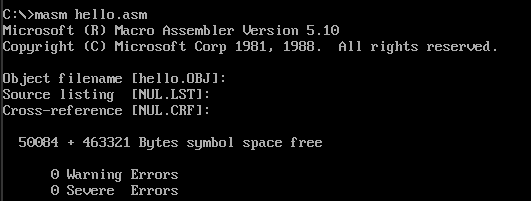 C:\>masm hello.asm
Microsoft (R) Macro Assembler Version 5.10
Copyright (C) Microsoft Corp 1981, 1988.  All rights reserved.
Object filename [hello.OBJ]:
Source listing  [NUL.LST]:
Cross-reference [NUL.CRF]:
50084 + 463321 Bytes symbol space free
0 Warning Errors
0 Severe  Errors